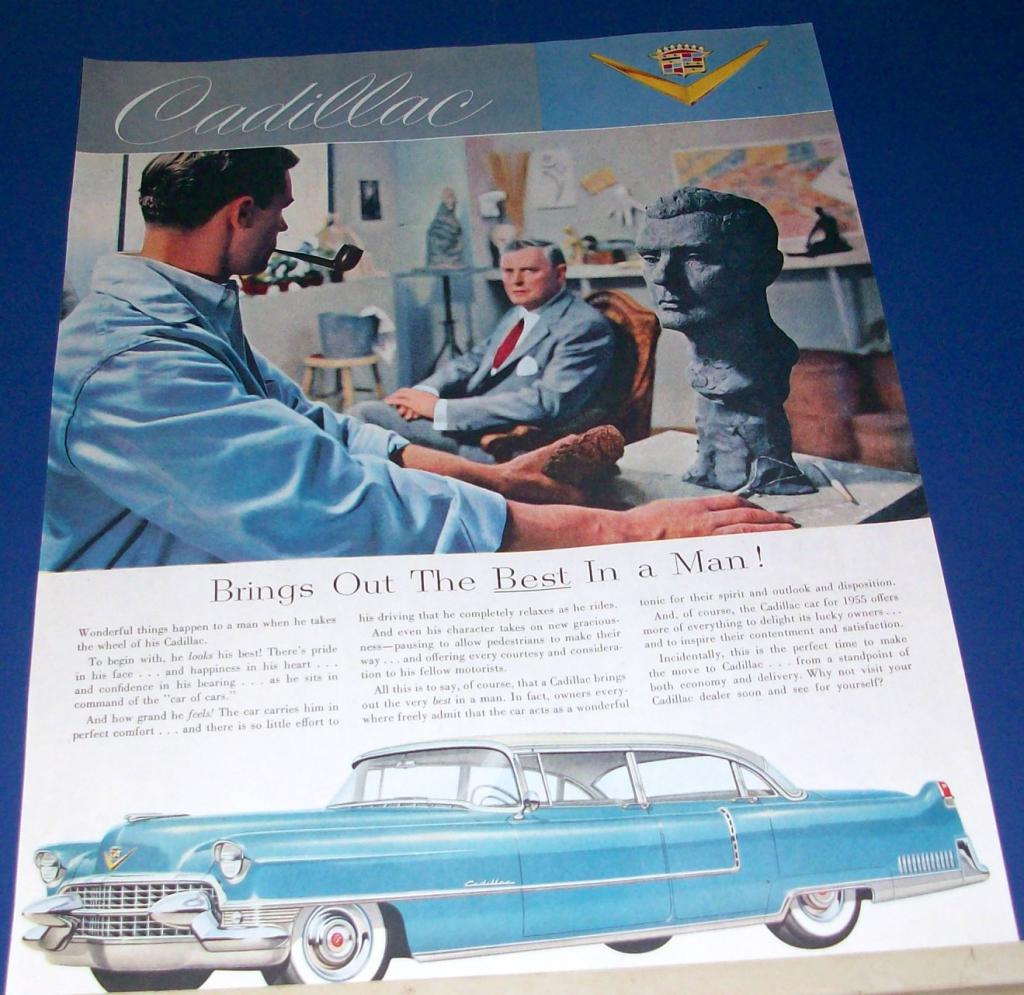 Cadillac
Brings Out The Best In a Man!
Wonderful things happen to a man when he takes
the wheel of his Cadillac.
To begin with, he looks his best! There's pride
in his face . . . and happiness in his heart . . .
and confidence in his bearing . . . as he sits in
command of the "car of cars."
And how grand he feels! The car carries him in
perfect comfort . . . and there is so little effort to
his driving that he completely relaxes as he rides.
And even his character takes on new gracious-
ness—pausing to allow pedestrians to make their
way . . . and offering every courtesy and considera-
tion to his fellow motorists.
All this is to say, of course, that a Cadillac brings
out the very best in a man. In fact, owners every-
where freely admit that the car acts as a wonderful
tonic for their spirit and outlook and disposition.
And, of course, the Cadillac car for 1955 offers
more of everything to delight its lucky owners . . .
and to inspire their contentment and satisfaction.
Incidentally, this is the perfect time to make
the move to Cadillac . . . from a standpoint of
both economy and delivery. Why not visit your
Cadillac dealer soon and see for yourself?
Cadillac